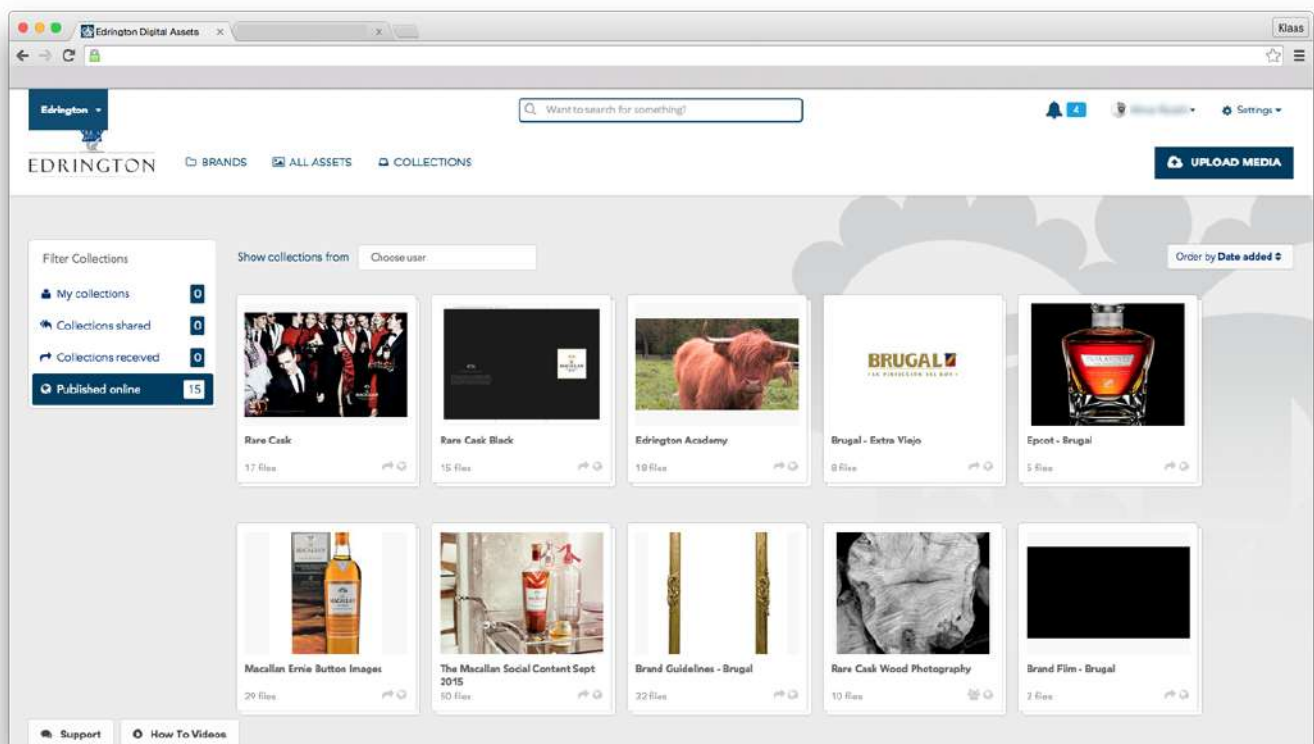 Edrington Digital Assets
Klaas
Edrington
Want to search for something?
4
Settings
EDRINGTON
BRANDS
ALL ASSETS
COLLECTIONS
UPLOAD MEDIA
Filter Collections
My collections 0
Collections shared 0
Collections received 0
Published online 15
Show collections from
Choose user
Order by Date added
BRUGAL
MACALLAN
Rare Cask
17 files
Rare Cask Black
15 files
Edrington Academy
18 files
Brugal - Extra Viejo
8 files
Epcot - Brugal
5 files
MACALLAN
Macallan Ernie Button Images
29 files
The Macallan Social Content Sept
2015
50 files
Brand Guidelines - Brugal
32 files
Rare Cask Wood Photography
10 files
Brand Film - Brugal
2 files
Support
How To Videos